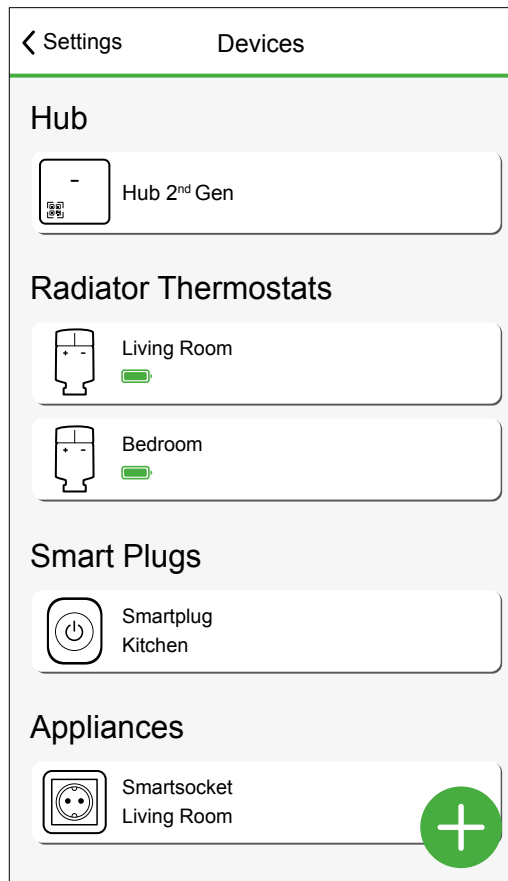 Settings Devices
Hub
Hub 2nd Gen
Radiator Thermostats
Living Room
Bedroom
Smart Plugs
Smartplug
Kitchen
Appliances
Smartsocket
Living Room